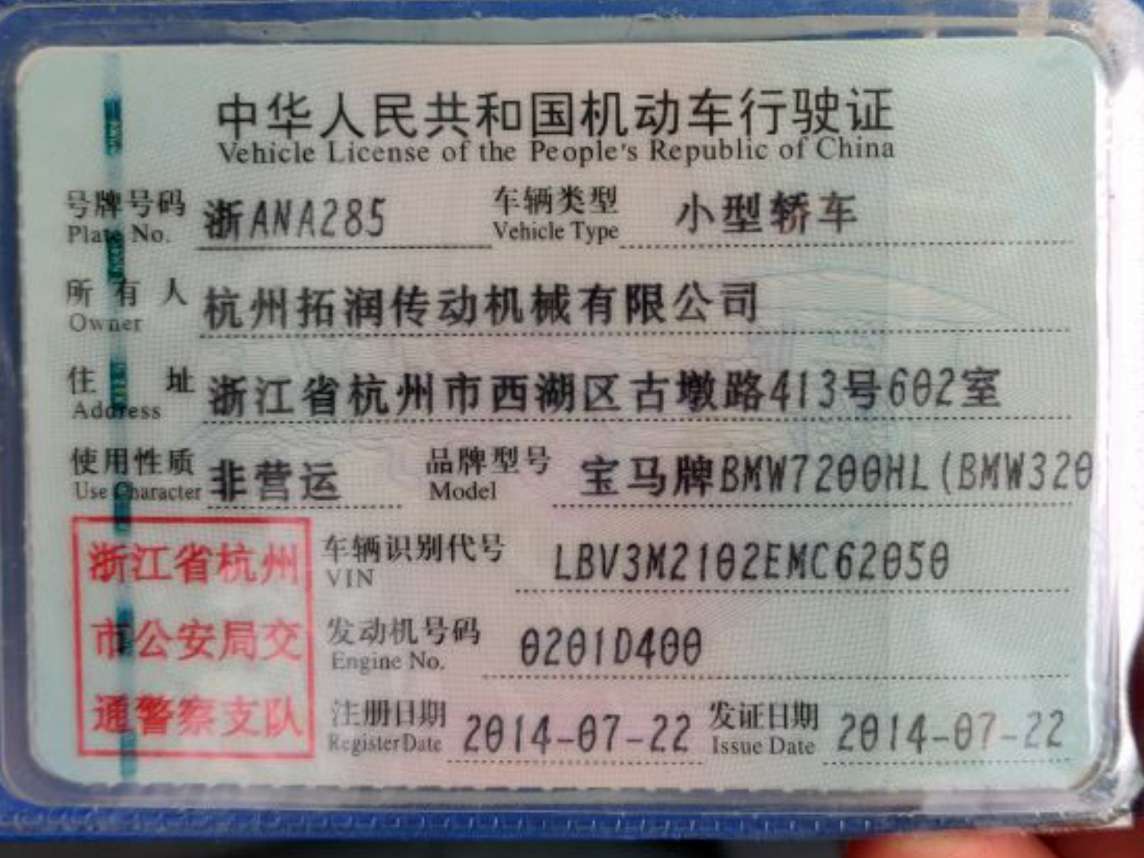 中华人民共和国机动车行驶证
Vehicle License of the People's Republic of China
号牌号码 浙ANA285 车辆类型 小型轿车
Plate No. Vehicle Type
所有人 杭州拓润传动机械有限公司
Owner
住址 浙江省杭州市西湖区古墩路413号602室
Address
使用性质 非营运 品牌型号 宝马牌BMW7200HL(BMW320
Use Character Model
浙江省杭州
市公安局交
通警察支队
车辆识别代号 LBV3M2102EMC62050
VIN
发动机号码 0201D400
Engine No.
注册日期 2014-07-22 发证日期 2014-07-22
Register Date Issue Date